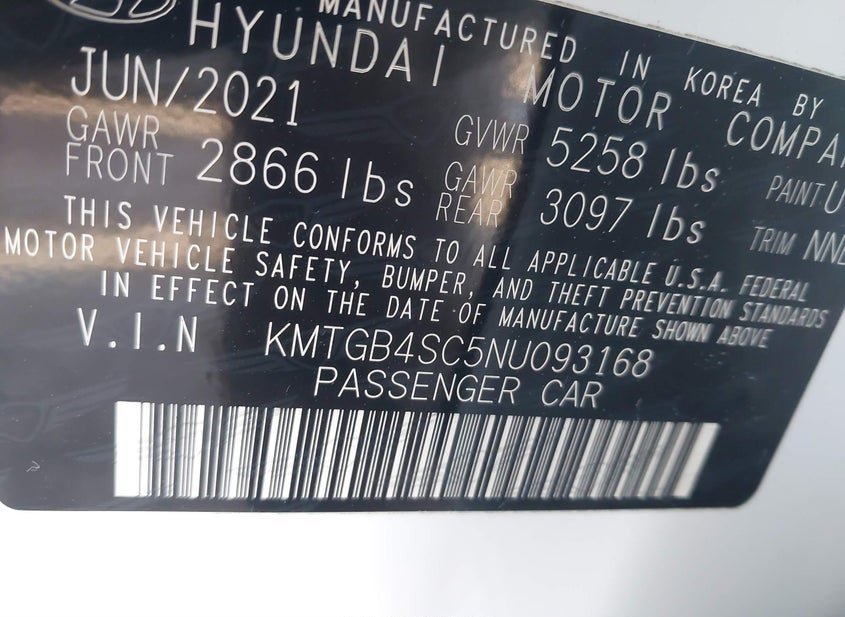 MANUFACTURED IN KOREA BY
HYUNDAI MOTOR
JUN/2021 GVWR 5258 lbs
GAWR FRONT 2866 lbs GAWR REAR 3097 lbs
PAINT
TRIM
THIS VEHICLE CONFORMS TO ALL APPLICABLE U.S.A. FEDERAL
MOTOR VEHICLE SAFETY, BUMPER, AND THEFT PREVENTION STANDARDS
IN EFFECT ON THE DATE OF MANUFACTURE SHOWN ABOVE
V.I.N KMTGB4SC5NU093168
PASSENGER CAR